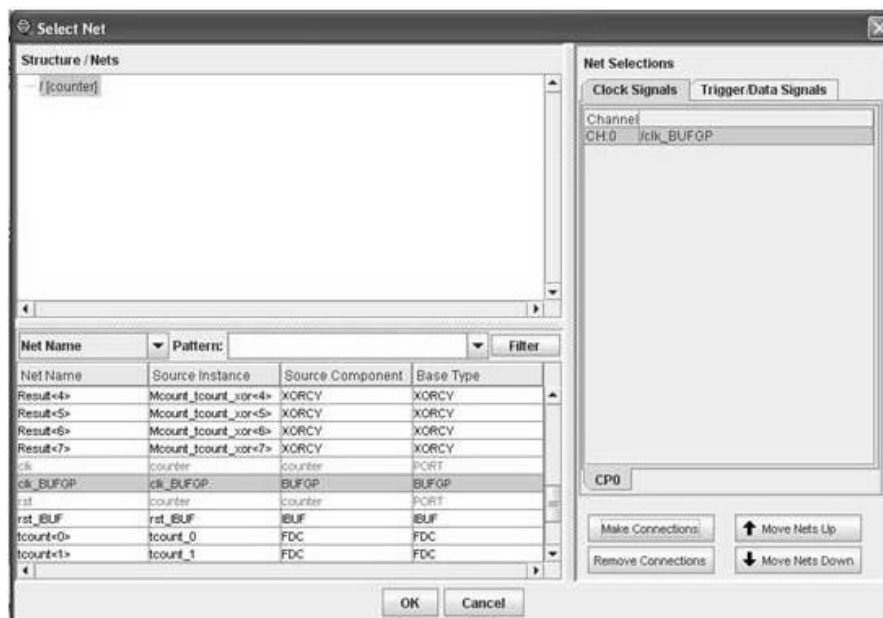 Select Net
Structure / Nets
/ [counter]
Net Name Pattern: Filter
Net Name Source Instance Source Component Base Type
Result<4> Mcount_tcount_xor<4> XORCY XORCY
Result<5> Mcount_tcount_xor<5> XORCY XORCY
Result<6> Mcount_tcount_xor<6> XORCY XORCY
Result<7> Mcount_tcount_xor<7> XORCY XORCY
clk counter counter PORT
clk_BUFGP clk_BUFGP BUFGP BUFGP
rst counter counter PORT
rst_IBUF rst_IBUF IBUF IBUF
tcount<0> tcount_0 FDC FDC
tcount<1> tcount_1 FDC FDC
Net Selections
Clock Signals Trigger/Data Signals
Channel
CH:0 /clk_BUFGP
CP0
Make Connections Move Nets Up
Remove Connections Move Nets Down
OK Cancel